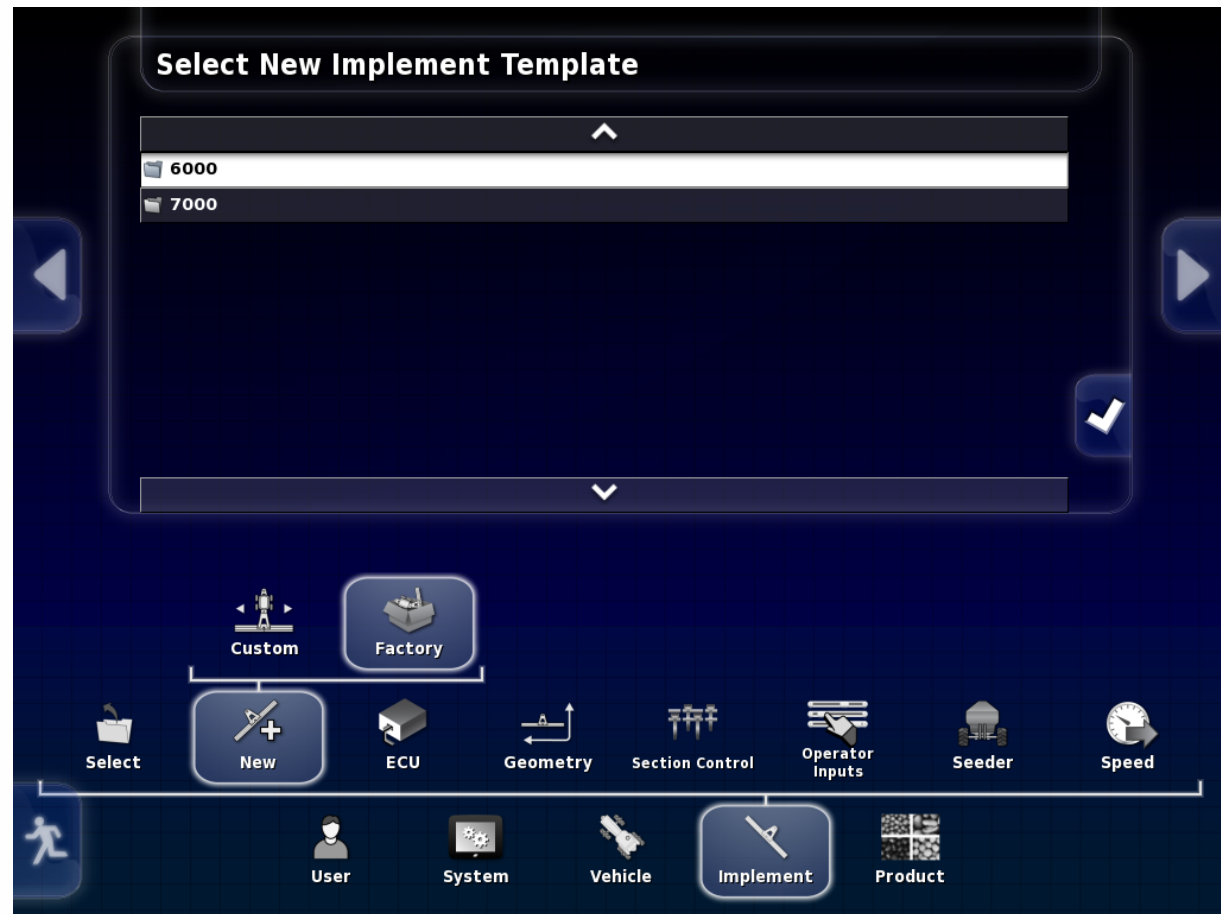 Select New Implement Template
6000
7000
Custom
Factory
Select
New
ECU
Geometry
Section Control
Operator
Inputs
Seeder
Speed
User
System
Vehicle
Implement
Product